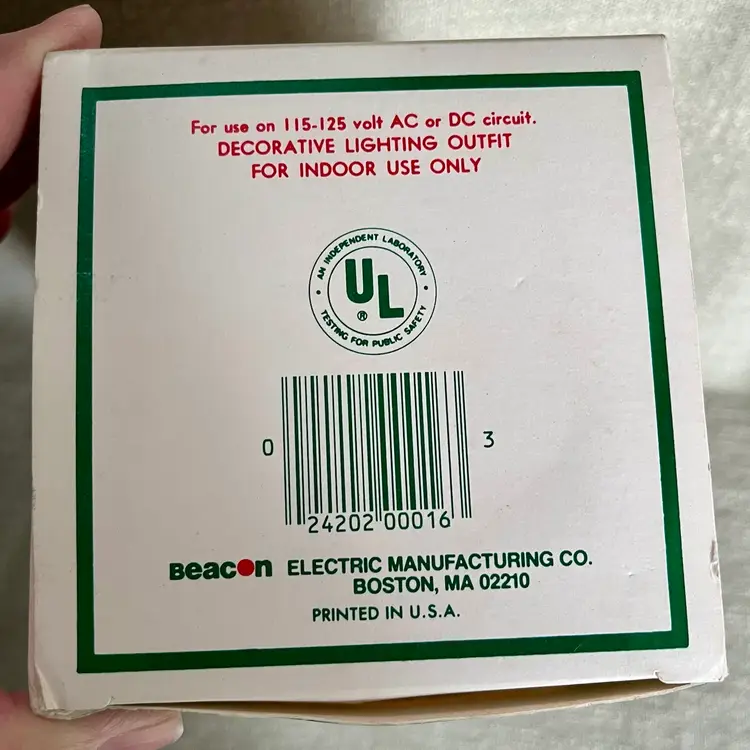 For use on 115-125 volt AC or DC circuit.
DECORATIVE LIGHTING OUTFIT
FOR INDOOR USE ONLY
AN INDEPENDENT LABORATORY
UL
®
TESTING FOR PUBLIC SAFETY
0 24202 00016 3
Beacon ELECTRIC MANUFACTURING CO.
BOSTON, MA 02210
PRINTED IN U.S.A.